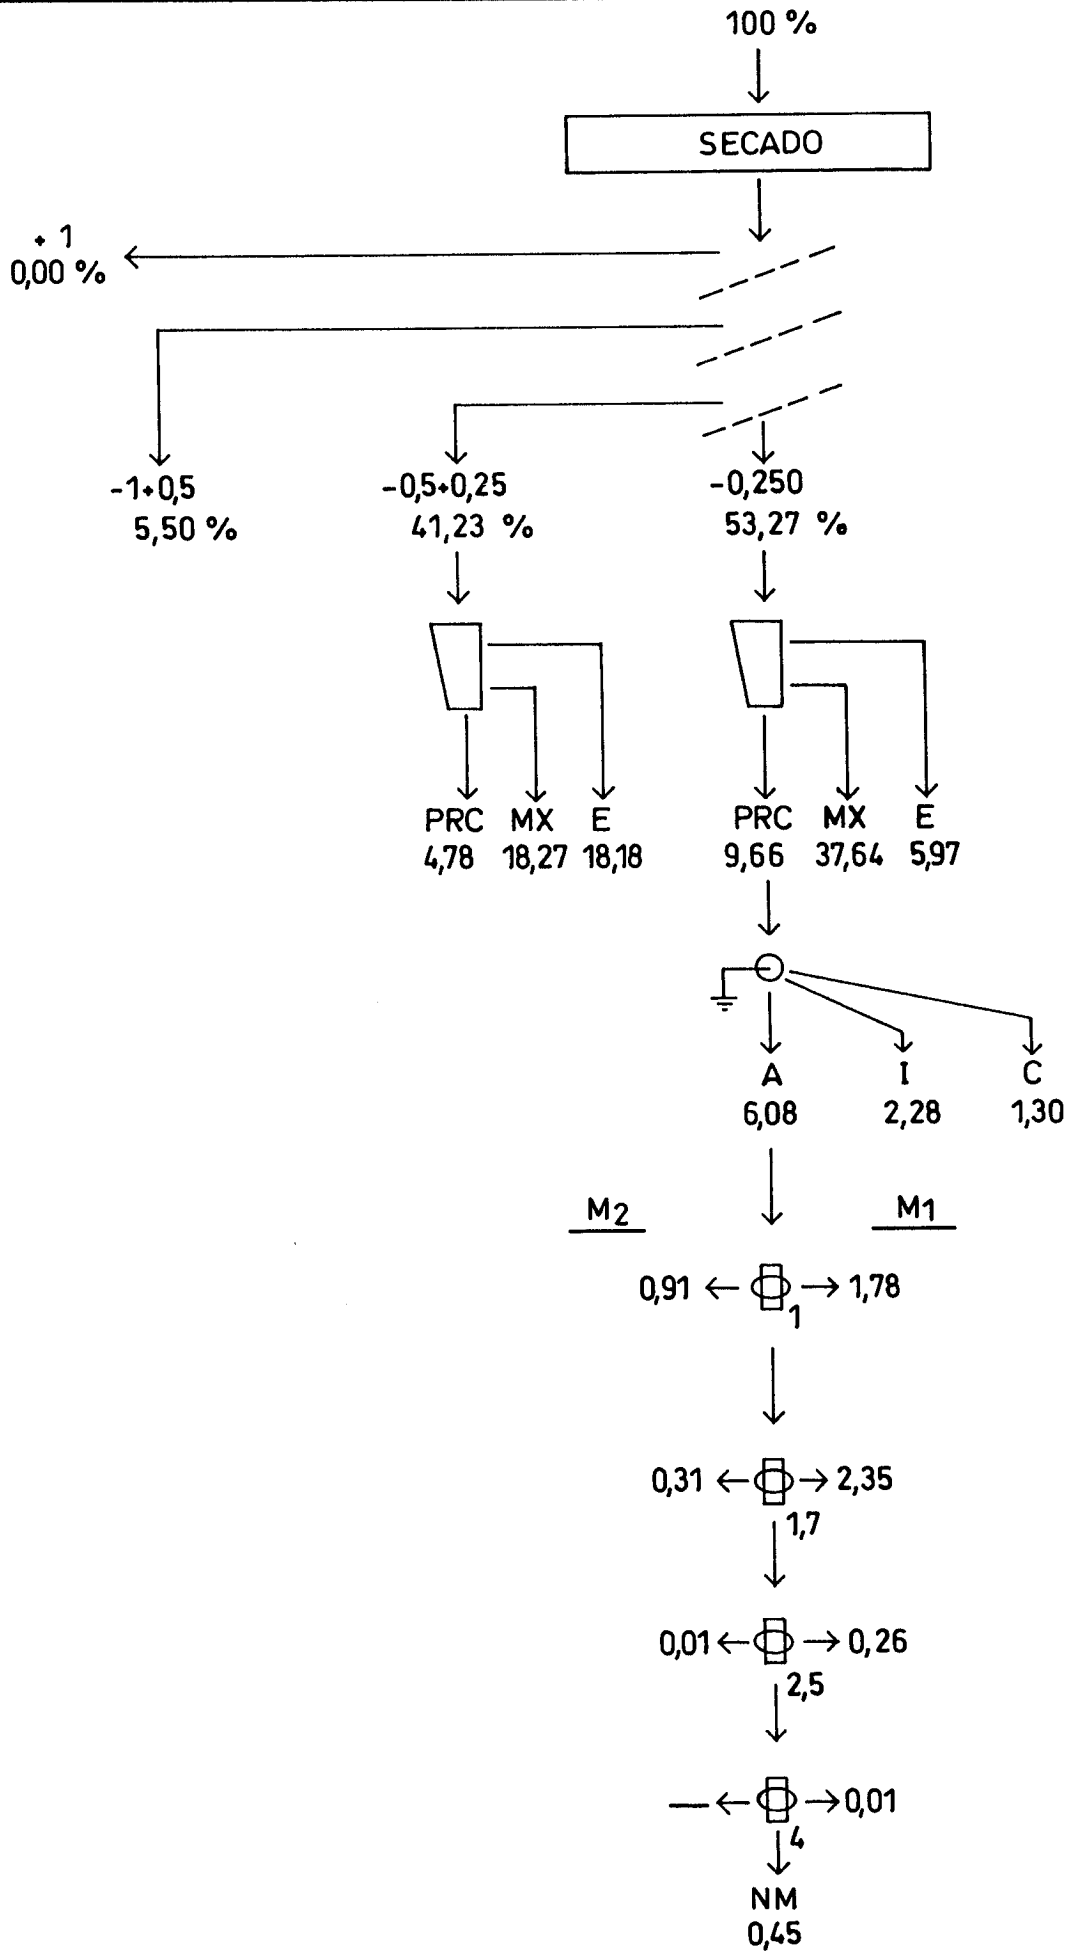 100 %
SECADO
+ 1
0,00 %
-1+0,5
5,50 %
-0,5+0,25
41,23 %
-0,250
53,27 %
PRC MX E
4,78 18,27 18,18
PRC MX E
9,66 37,64 5,97
A I C
6,08 2,28 1,30
M2 M1
0,91 1,78
1
0,31 2,35
1,7
0,01 0,26
2,5
— 0,01
4
NM
0,45